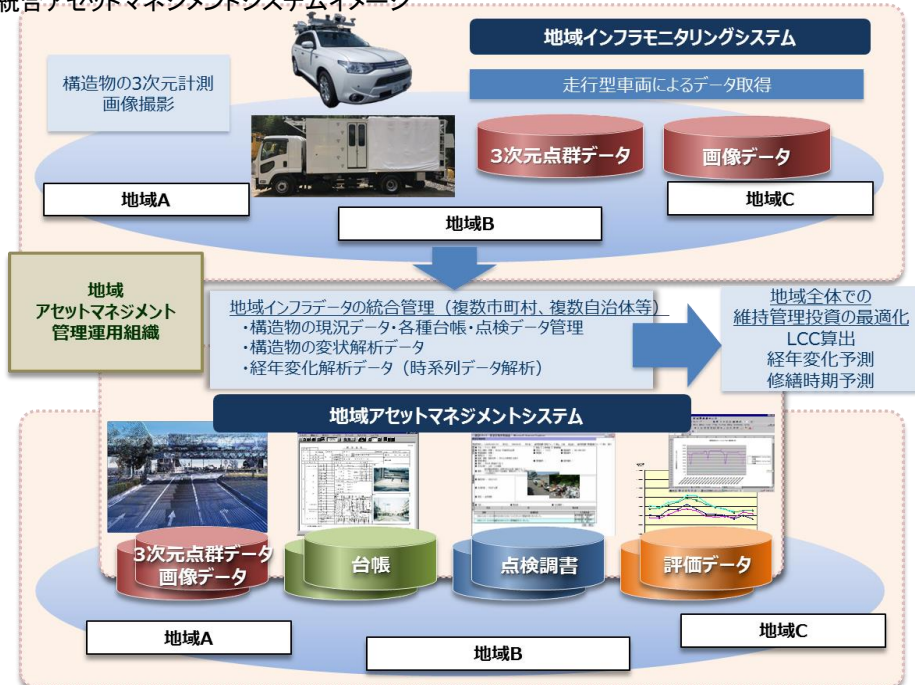 統合アセットマネジメントシステムイメージ
地域インフラモニタリングシステム
構造物の3次元計測
画像撮影
走行型車両によるデータ取得
3次元点群データ
画像データ
地域A
地域B
地域C
地域
アセットマネジメント
管理運用組織
地域インフラデータの統合管理（複数市町村、複数自治体等）
・構造物の現況データ・各種台帳・点検データ管理
・構造物の変状解析データ
・経年変化解析データ（時系列データ解析）
地域全体での
維持管理投資の最適化
LCC算出
経年変化予測
修繕時期予測
地域アセットマネジメントシステム
3次元点群データ
画像データ
台帳
点検調書
評価データ
地域A
地域B
地域C